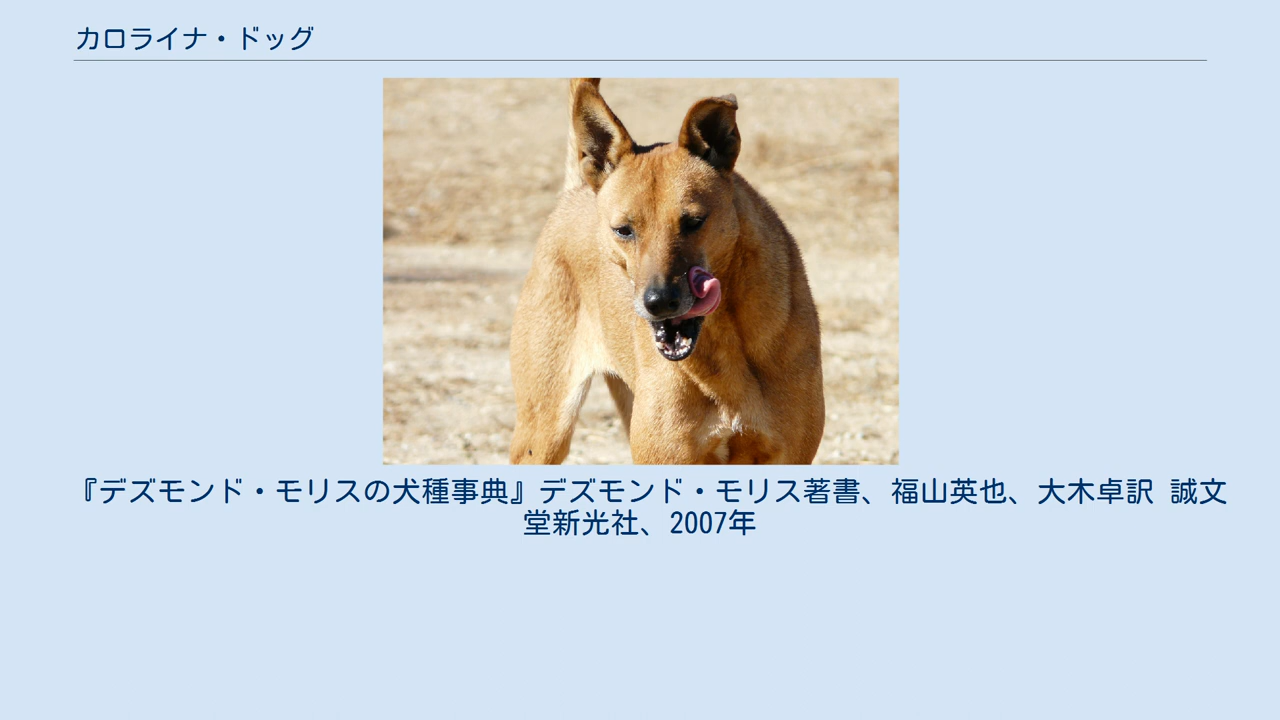 カロライナ・ドッグ
『デズモンド・モリスの犬種事典』デズモンド・モリス著書、福山英也、大木卓訳 誠文
堂新光社、2007年